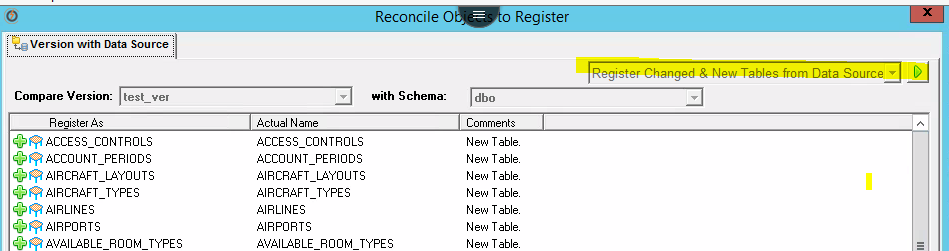 Reconcile Objects to Register
x
Version with Data Source
Register Changed & New Tables from Data Source
Compare Version: test_ver with Schema: dbo
Register As Actual Name Comments
ACCESS_CONTROLS ACCESS_CONTROLS New Table.
ACCOUNT_PERIODS ACCOUNT_PERIODS New Table.
AIRCRAFT_LAYOUTS AIRCRAFT_LAYOUTS New Table.
AIRCRAFT_TYPES AIRCRAFT_TYPES New Table.
AIRLINES AIRLINES New Table.
AIRPORTS AIRPORTS New Table.
AVAILABLE_ROOM_TYPES AVAILABLE_ROOM_TYPES New Table.